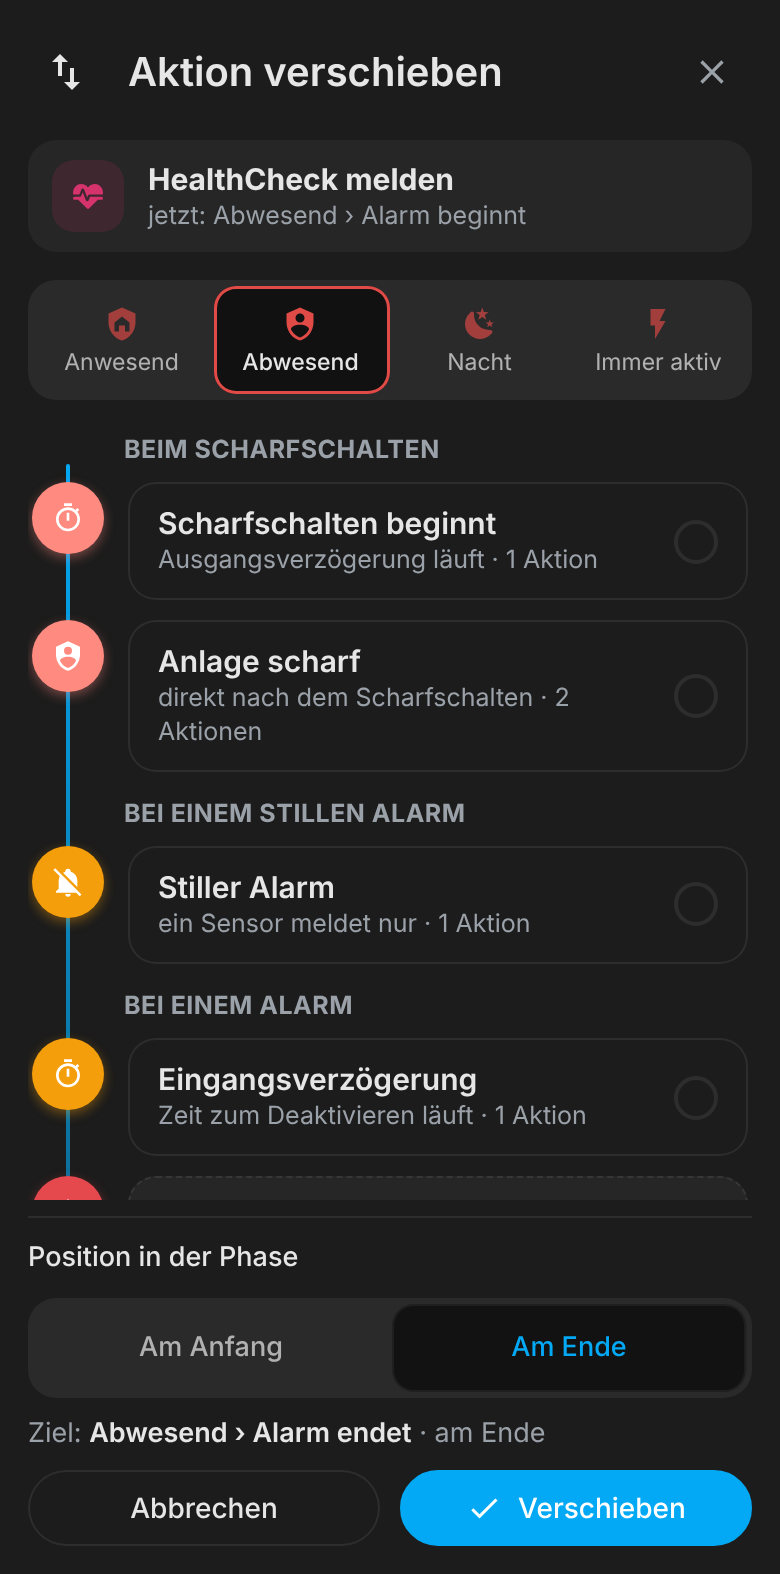 Aktion verschieben
HealthCheck melden
jetzt: Abwesend › Alarm beginnt
Anwesend
Abwesend
Nacht
Immer aktiv
BEIM SCHARFSCHALTEN
Scharfschalten beginnt
Ausgangsverzögerung läuft · 1 Aktion
Anlage scharf
direkt nach dem Scharfschalten · 2
Aktionen
BEI EINEM STILLEN ALARM
Stiller Alarm
ein Sensor meldet nur · 1 Aktion
BEI EINEM ALARM
Eingangsverzögerung
Zeit zum Deaktivieren läuft · 1 Aktion
Position in der Phase
Am Anfang
Am Ende
Ziel: Abwesend › Alarm endet · am Ende
Abbrechen
Verschieben